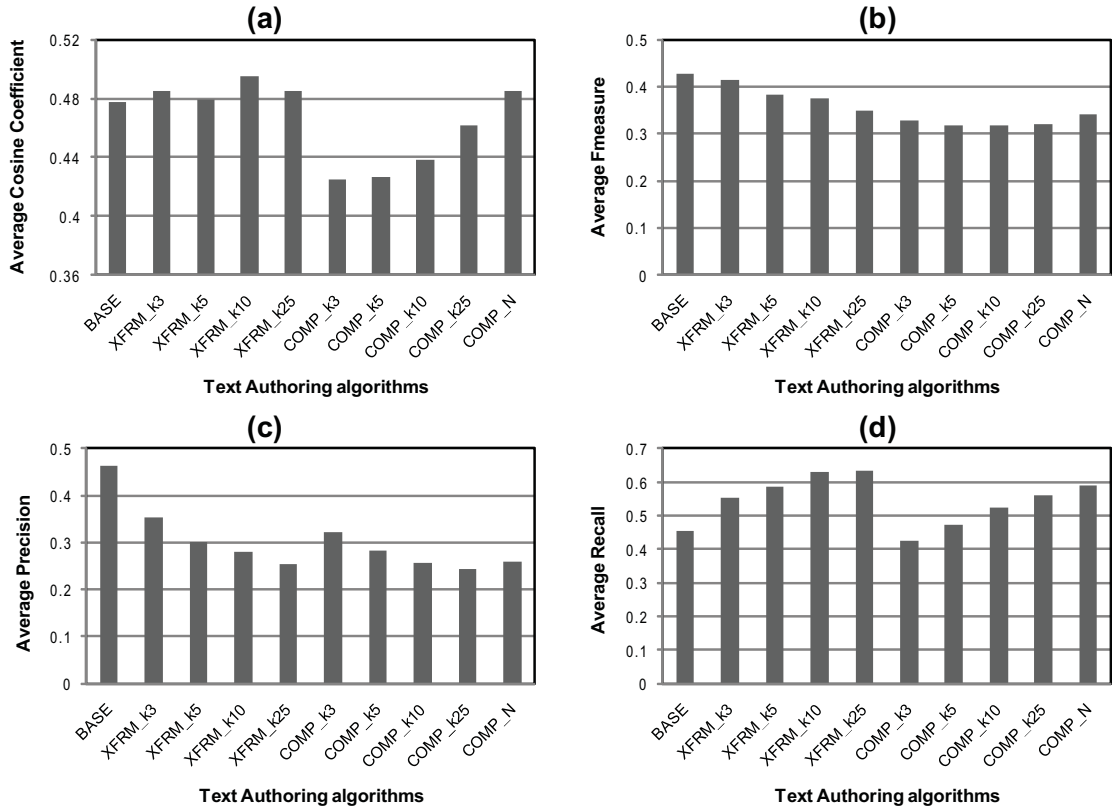 (a)
Average Cosine Coefficient
0.52
0.48
0.44
0.4
0.36
BASE
XFRM_k3
XFRM_k5
XFRM_k10
XFRM_k25
COMP_k3
COMP_k5
COMP_k10
COMP_k25
COMP_N
Text Authoring algorithms
(b)
Average Fmeasure
0.5
0.4
0.3
0.2
0.1
0
BASE
XFRM_k3
XFRM_k5
XFRM_k10
XFRM_k25
COMP_k3
COMP_k5
COMP_k10
COMP_k25
COMP_N
Text Authoring algorithms
(c)
Average Precision
0.5
0.4
0.3
0.2
0.1
0
BASE
XFRM_k3
XFRM_k5
XFRM_k10
XFRM_k25
COMP_k3
COMP_k5
COMP_k10
COMP_k25
COMP_N
Text Authoring algorithms
(d)
Average Recall
0.7
0.6
0.5
0.4
0.3
0.2
0.1
0
BASE
XFRM_k3
XFRM_k5
XFRM_k10
XFRM_k25
COMP_k3
COMP_k5
COMP_k10
COMP_k25
COMP_N
Text Authoring algorithms